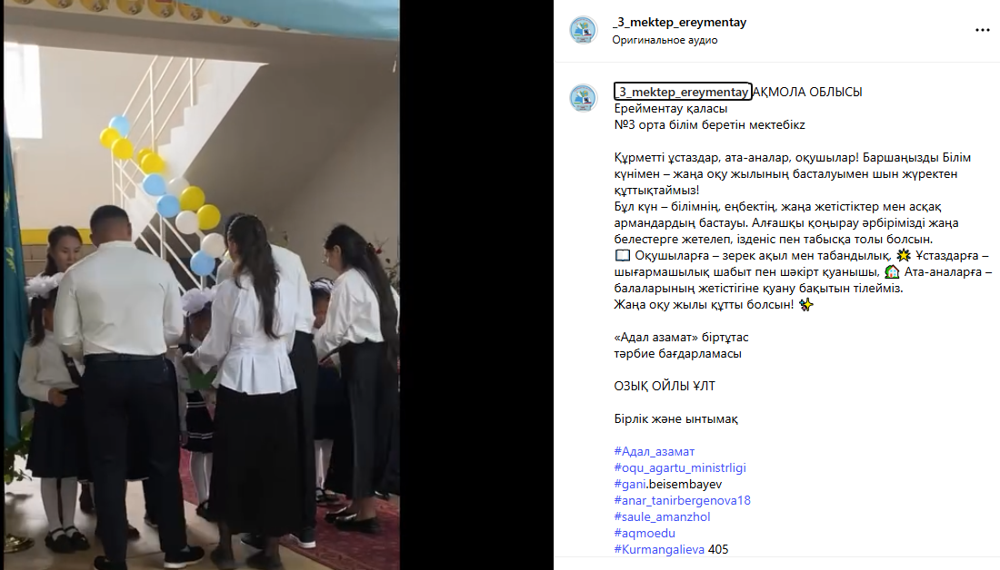 _3_mektep_ereymentay
Оригинальное аудио
_3_mektep_ereymentay АҚМОЛА ОБЛЫСЫ
Ерейментау қаласы
№3 орта білім беретін мектебікz
Құрметті ұстаздар, ата-аналар, оқушылар! Баршаңызды Білім
күнімен – жаңа оқу жылының басталуымен шын жүректен
құттықтаймыз!
Бұл күн – білімнің, еңбектің, жаңа жетістіктер мен асқақ
армандардың бастауы. Алғашқы қоңырау әрбірімізді жаңа
белестерге жетелеп, ізденіс пен табысқа толы болсын.
📖 Оқушыларға – зерек ақыл мен табандылық, 🌟 Ұстаздарға –
шығармашылық шабыт пен шәкірт қуанышы, 🏡 Ата-аналарға –
балаларының жетістігіне қуану бақытын тілейміз.
Жаңа оқу жылы құтты болсын! ✨
«Адал азамат» біртұтас
тәрбие бағдарламасы
ОЗЫҚ ОЙЛЫ ҰЛТ
Бірлік және ынтымақ
#Адал_азамат
#oqu_agartu_ministrligi
#gani.beisembayev
#anar_tanirbergenova18
#saule_amanzhol
#aqmoedu
#Kurmangalieva 405